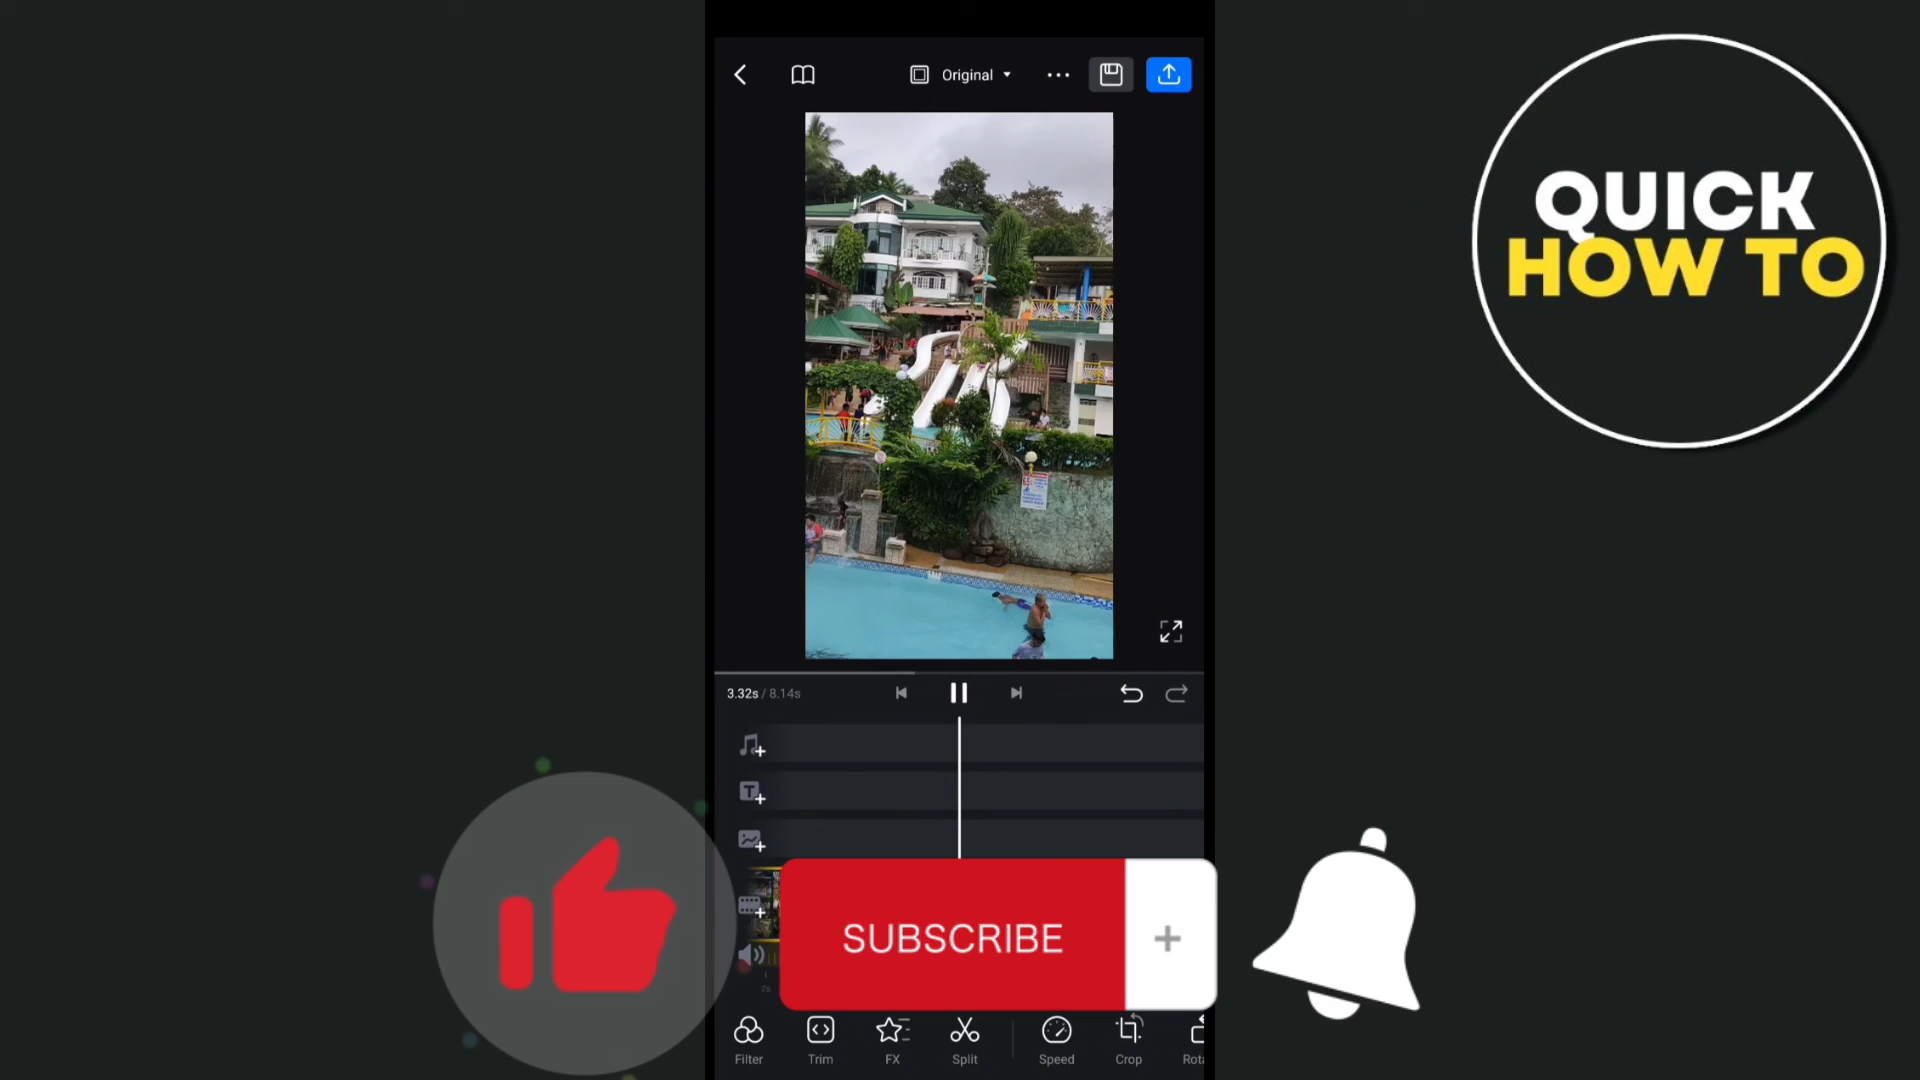 Original
QUICK
HOW TO
3.32s / 8.14s
SUBSCRIBE
Filter
Trim
FX
Split
Speed
Crop